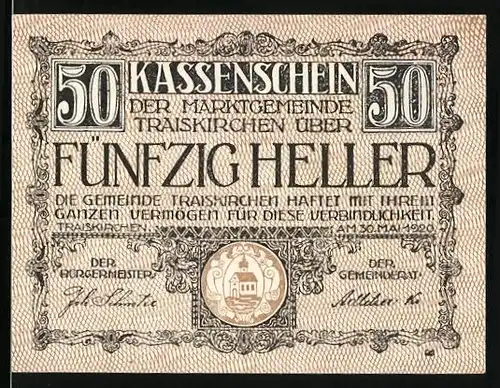 50 KASSENSCHEIN 50
DER MARKTGEMEINDE
TRAISKIRCHEN ÜBER
FÜNFZIG HELLER
DIE GEMEINDE TRAISKIRCHEN HAFTET MIT IHREM
GANZEN VERMÖGEN FÜR DIESE VERBINDLICHKEIT.
TRAISKIRCHEN, AM 30. MAI 1920.
DER BÜRGERMEISTER: DER GEMEINDERAT: